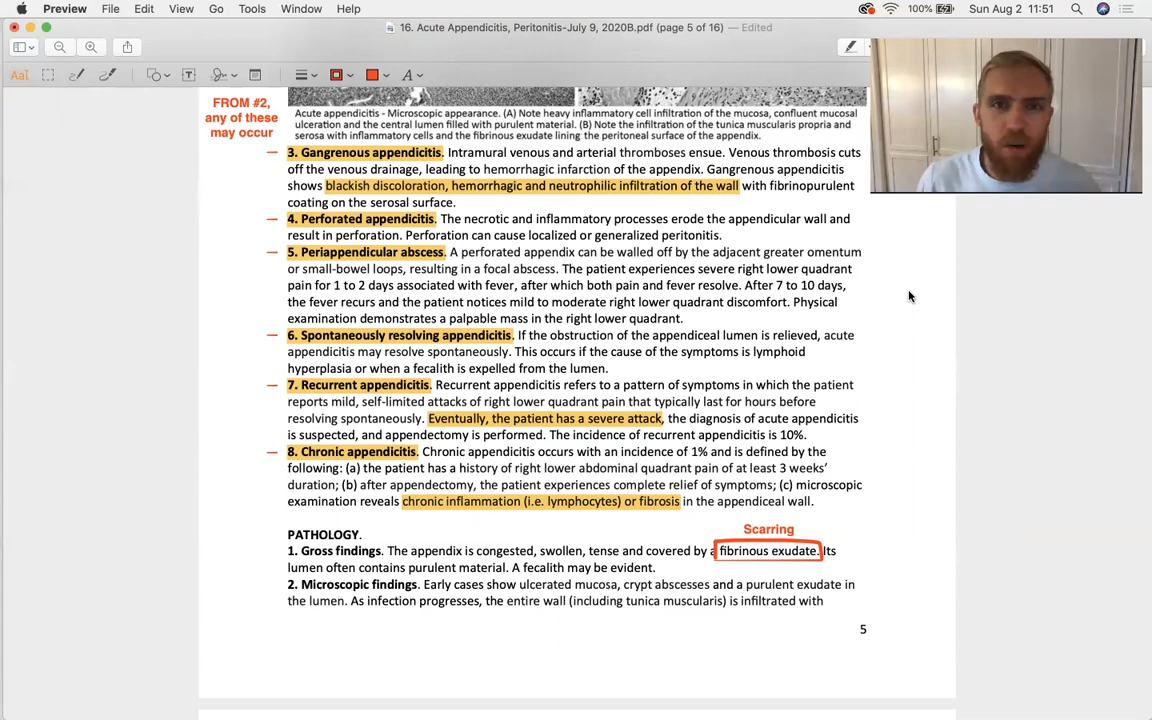 Preview File Edit View Go Tools Window Help 100% Sun Aug 2 11:51
16. Acute Appendicitis, Peritonitis-July 9, 2020B.pdf (page 5 of 16) — Edited
FROM #2,
any of these
may occur
Acute appendicitis - Microscopic appearance. (A) Note heavy inflammatory cell infiltration of the mucosa, confluent mucosal
ulceration and the central lumen filled with purulent material. (B) Note the infiltration of the tunica muscularis propria and
serosa with inflammatory cells and the fibrinous exudate lining the peritoneal surface of the appendix.
3. Gangrenous appendicitis. Intramural venous and arterial thromboses ensue. Venous thrombosis cuts
off the venous drainage, leading to hemorrhagic infarction of the appendix. Gangrenous appendicitis
shows blackish discoloration, hemorrhagic and neutrophilic infiltration of the wall with fibrinopurulent
coating on the serosal surface.
4. Perforated appendicitis. The necrotic and inflammatory processes erode the appendicular wall and
result in perforation. Perforation can cause localized or generalized peritonitis.
5. Periappendicular abscess. A perforated appendix can be walled off by the adjacent greater omentum
or small-bowel loops, resulting in a focal abscess. The patient experiences severe right lower quadrant
pain for 1 to 2 days associated with fever, after which both pain and fever resolve. After 7 to 10 days,
the fever recurs and the patient notices mild to moderate right lower quadrant discomfort. Physical
examination demonstrates a palpable mass in the right lower quadrant.
6. Spontaneously resolving appendicitis. If the obstruction of the appendiceal lumen is relieved, acute
appendicitis may resolve spontaneously. This occurs if the cause of the symptoms is lymphoid
hyperplasia or when a fecalith is expelled from the lumen.
7. Recurrent appendicitis. Recurrent appendicitis refers to a pattern of symptoms in which the patient
reports mild, self-limited attacks of right lower quadrant pain that typically last for hours before
resolving spontaneously. Eventually, the patient has a severe attack, the diagnosis of acute appendicitis
is suspected, and appendectomy is performed. The incidence of recurrent appendicitis is 10%.
8. Chronic appendicitis. Chronic appendicitis occurs with an incidence of 1% and is defined by the
following: (a) the patient has a history of right lower abdominal quadrant pain of at least 3 weeks’
duration; (b) after appendectomy, the patient experiences complete relief of symptoms; (c) microscopic
examination reveals chronic inflammation (i.e. lymphocytes) or fibrosis in the appendiceal wall.
PATHOLOGY.
Scarring
1. Gross findings. The appendix is congested, swollen, tense and covered by a fibrinous exudate. Its
lumen often contains purulent material. A fecalith may be evident.
2. Microscopic findings. Early cases show ulcerated mucosa, crypt abscesses and a purulent exudate in
the lumen. As infection progresses, the entire wall (including tunica muscularis) is infiltrated with
5